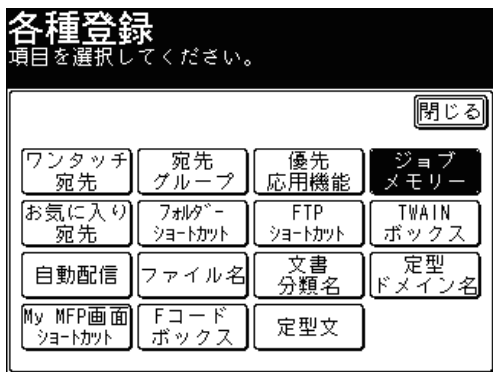 各種登録
項目を選択してください。
閉じる
ワンタッチ
宛先
宛先
グループ
優先
応用機能
ジョブ
メモリー
お気に入り
宛先
ﾌｫﾙﾀﾞｰ
ｼｮｰﾄｶｯﾄ
FTP
ｼｮｰﾄｶｯﾄ
TWAIN
ボックス
自動配信
ファイル名
文書
分類名
定型
ドメイン名
My MFP画面
ｼｮｰﾄｶｯﾄ
Fコード
ボックス
定型文